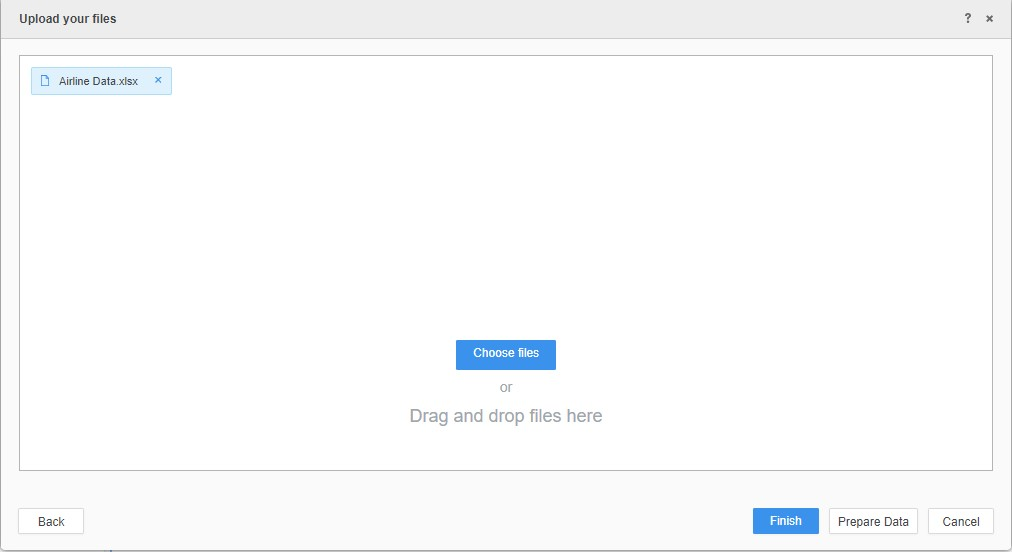 Upload your files
? ×
Airline Data.xlsx ×
Choose files
or
Drag and drop files here
Back
Finish
Prepare Data
Cancel